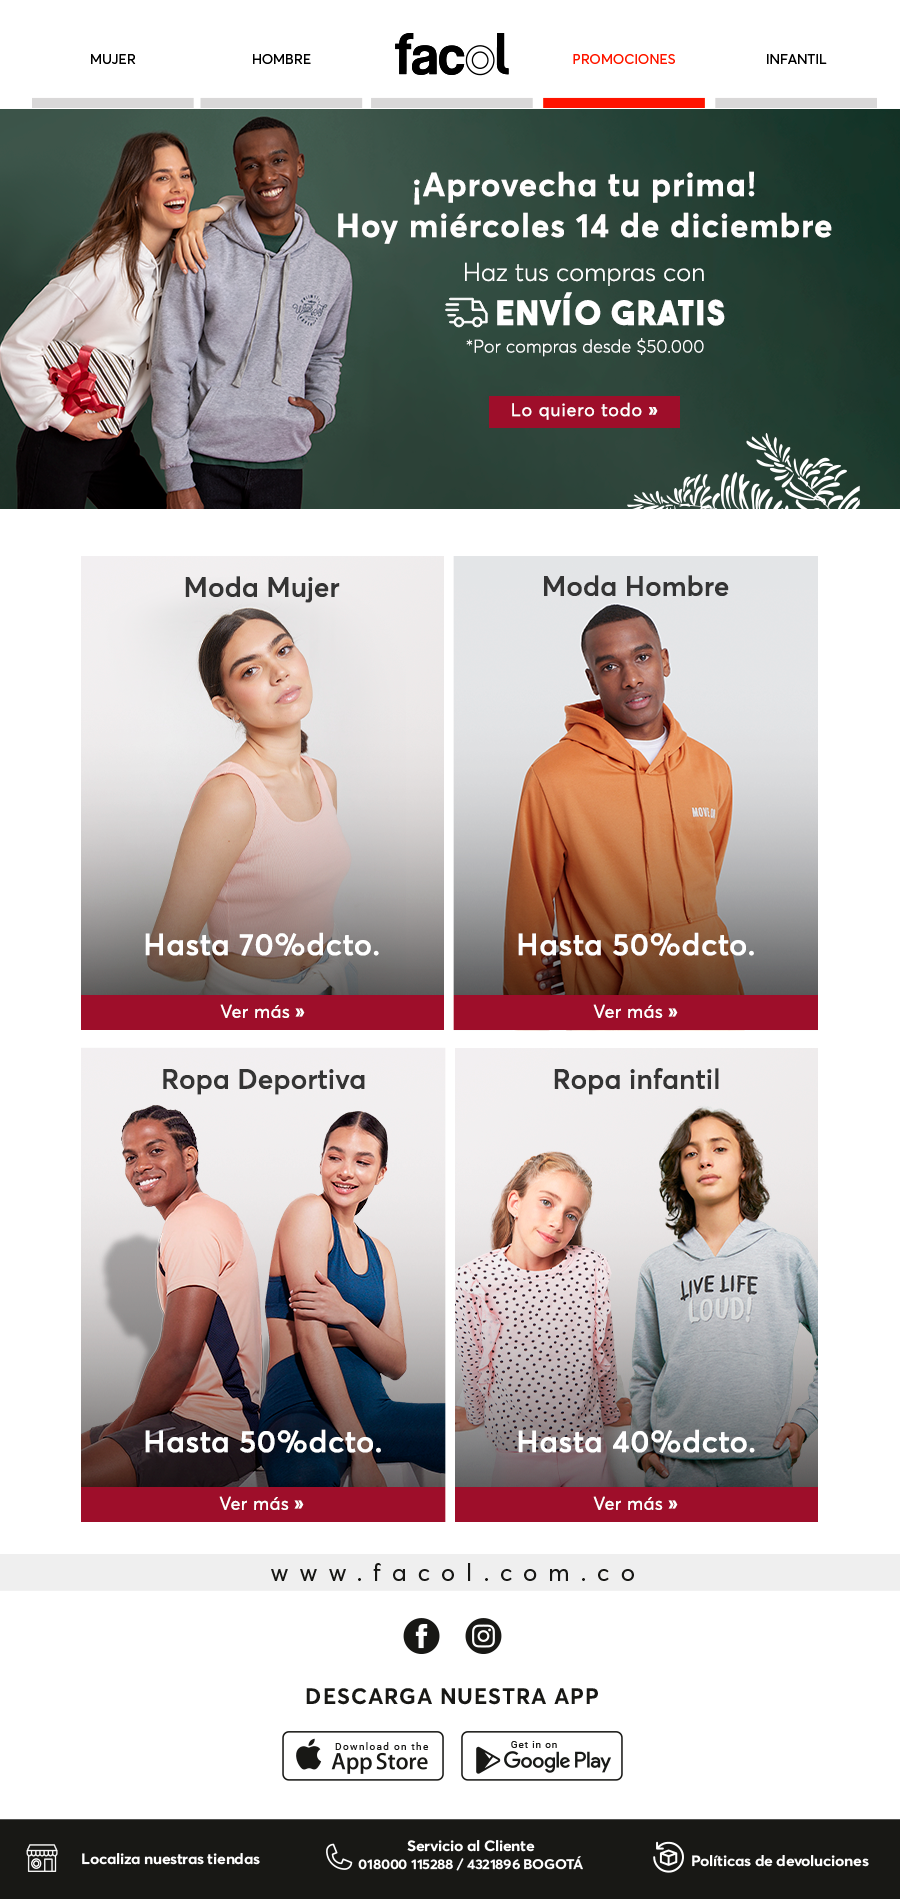 MUJER
HOMBRE
facol
PROMOCIONES
INFANTIL
¡Aprovecha tu prima!
Hoy miércoles 14 de diciembre
Haz tus compras con
ENVÍO GRATIS
*Por compras desde $50.000
Lo quiero todo »
Moda Mujer
Hasta 70%dcto.
Ver más »
Moda Hombre
Hasta 50%dcto.
Ver más »
Ropa Deportiva
Hasta 50%dcto.
Ver más »
Ropa infantil
LIVE LIFE
LOUD!
Hasta 40%dcto.
Ver más »
www.facol.com.co
DESCARGA NUESTRA APP
Download on the
App Store
Get in on
Google Play
Localiza nuestras tiendas
Servicio al Cliente
018000 115288 / 4321896 BOGOTÁ
Políticas de devoluciones